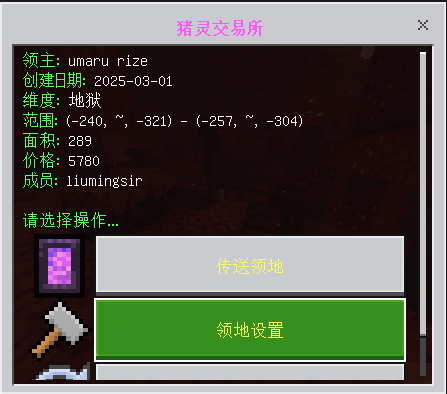 猪灵交易所
领主: umaru rize
创建日期: 2025-03-01
维度: 地狱
范围: (-240, ~, -321) - (-257, ~, -304)
面积: 289
价格: 5780
成员: liumingsir
请选择操作...
传送领地
领地设置